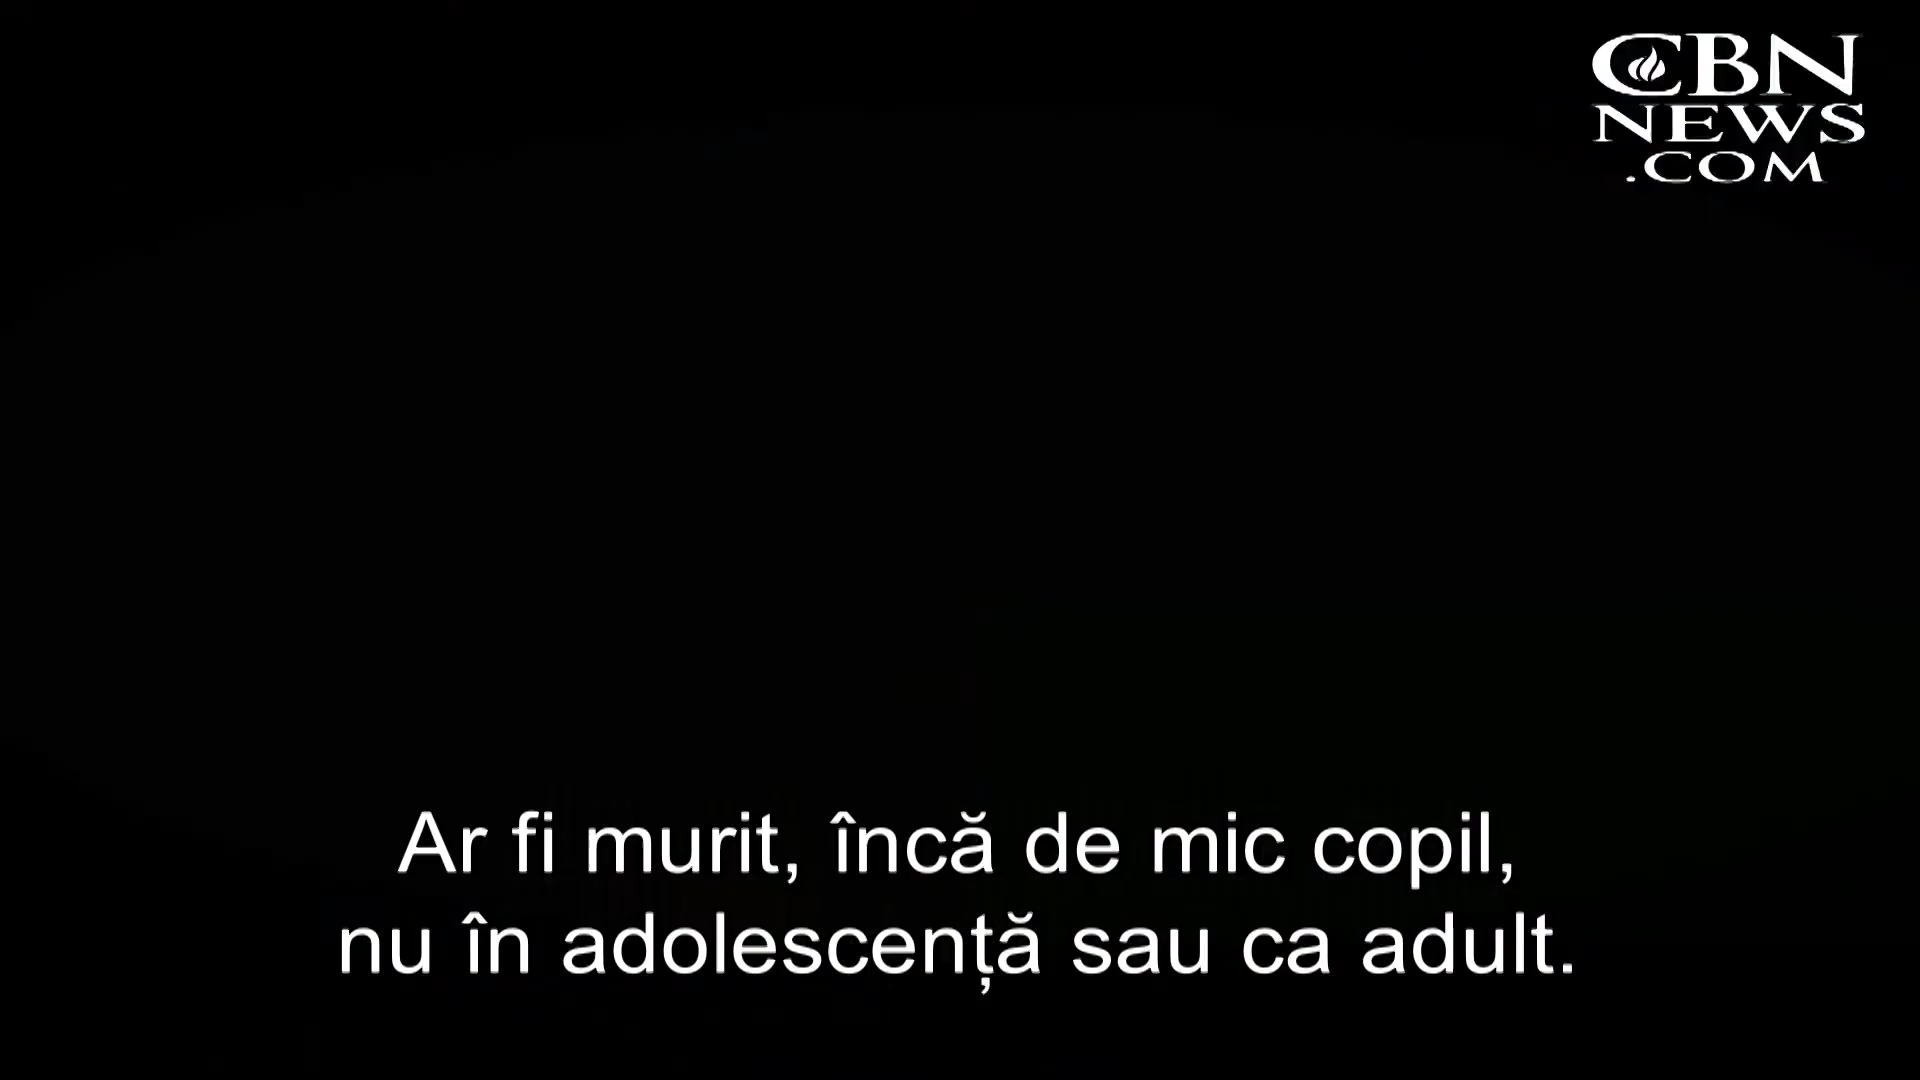 CBN
NEWS
.COM
Ar fi murit, încă de mic copil,
nu în adolescență sau ca adult.